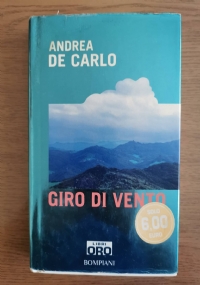 ANDREA
DE CARLO
GIRO DI VENTO
6,00
LIBRI
ORO
BOMPIANI